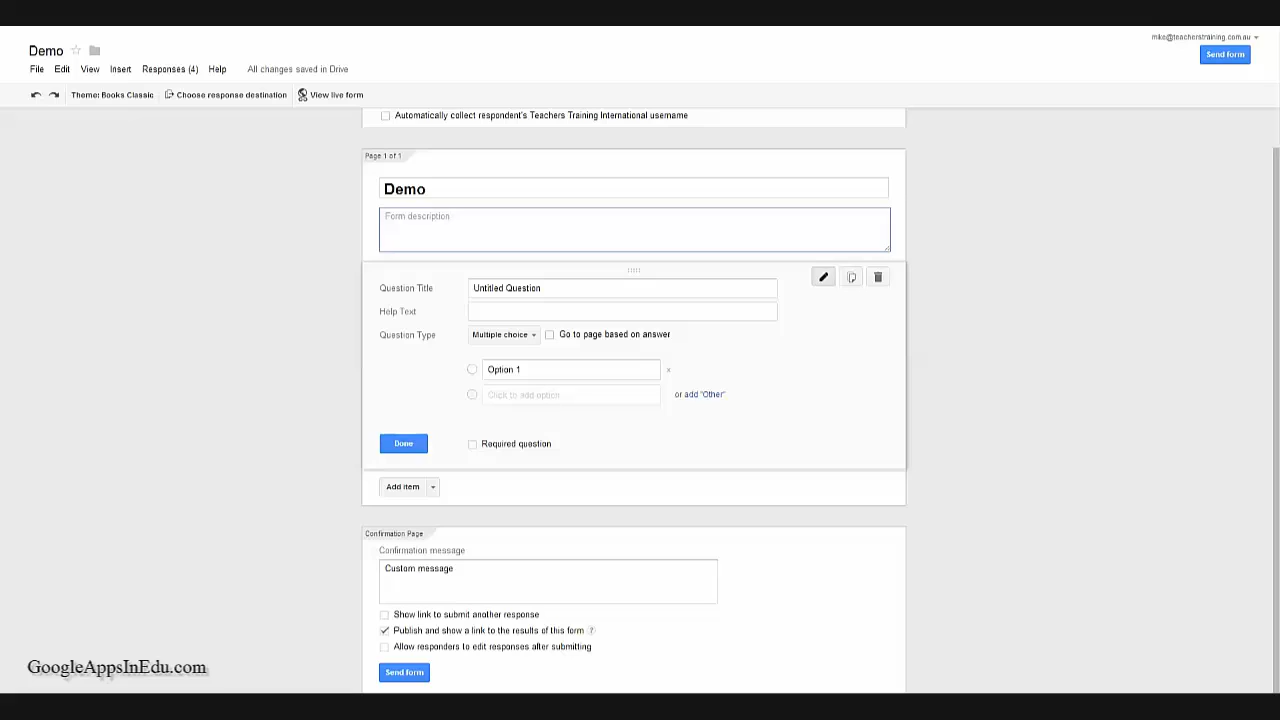 mike@teacherstraining.com.au
Demo
Send form
File Edit View Insert Responses (4) Help All changes saved in Drive
Theme: Books Classic Choose response destination View live form
Automatically collect respondent's Teachers Training International username
Page 1 of 1
Demo
Form description
Question Title Untitled Question
Help Text
Question Type Multiple choice Go to page based on answer
Option 1 ×
Click to add option or add "Other"
Done Required question
Add item
Confirmation Page
Confirmation message
Custom message
Show link to submit another response
Publish and show a link to the results of this form ?
Allow responders to edit responses after submitting
GoogleAppsInEdu.com
Send form